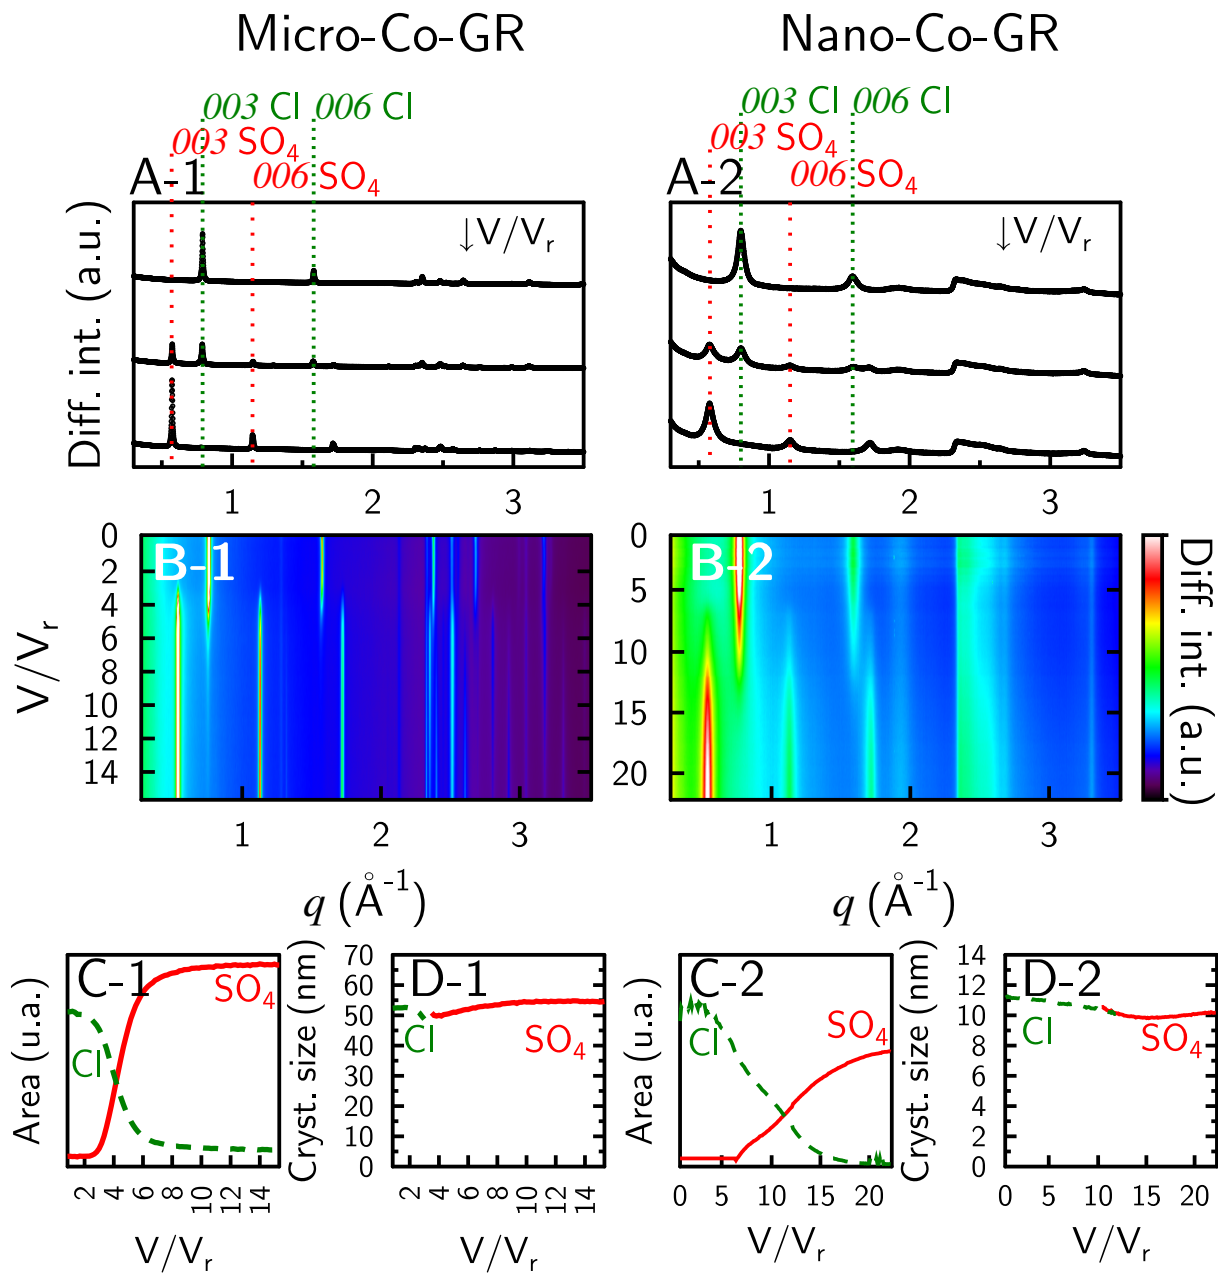 Micro-Co-GR
Nano-Co-GR
003 Cl 006 Cl
003 SO4
006 SO4
A-1
↓V/Vr
Diff. int. (a.u.)
1 2 3
003 Cl 006 Cl
003 SO4
006 SO4
A-2
↓V/Vr
1 2 3
B-1
V/Vr
0
2
4
6
8
10
12
14
1 2 3
q (Å-1)
B-2
0
5
10
15
20
1 2 3
q (Å-1)
Diff. int. (a.u.)
C-1
SO4
Cl
Area (u.a.)
2 4 6 8 10 12 14
V/Vr
D-1
Cl
SO4
Cryst. size (nm)
70
60
50
40
30
20
10
0
2 4 6 8 10 12 14
V/Vr
C-2
Cl
SO4
Area (u.a.)
0 5 10 15 20
V/Vr
D-2
Cl
SO4
Cryst. size (nm)
14
12
10
8
6
4
2
0
0 5 10 15 20
V/Vr